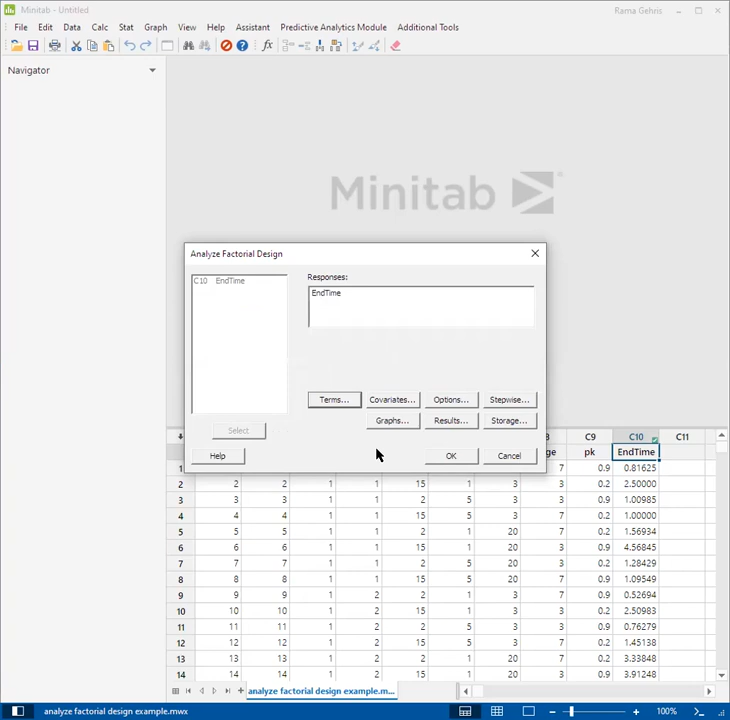 Minitab - Untitled
Rama Gehris
File Edit Data Calc Stat Graph View Help Assistant Predictive Analytics Module Additional Tools
Navigator
Minitab
Analyze Factorial Design
C10 EndTime
Responses:
EndTime
Terms... Covariates... Options... Stepwise...
Select
Graphs... Results... Storage...
Help OK Cancel
C9 C10 C11
ge pk EndTime
1 7 0.9 0.81625
2 2 2 1 1 15 1 3 3 0.2 2.50000
3 3 3 1 1 2 5 3 3 0.9 1.00985
4 4 4 1 1 15 5 3 7 0.2 1.00000
5 5 5 1 1 2 1 20 7 0.2 1.56934
6 6 6 1 1 15 1 20 3 0.9 4.56845
7 7 7 1 1 2 5 20 3 0.2 1.28429
8 8 8 1 1 15 5 20 7 0.9 1.09549
9 9 9 1 2 2 1 3 3 0.9 0.52694
10 10 10 1 2 15 1 3 3 0.2 2.50983
11 11 11 1 2 2 5 3 3 0.9 0.76279
12 12 12 1 2 15 5 3 7 0.2 1.45138
13 13 13 1 2 2 1 20 7 0.2 3.33848
14 14 14 1 2 15 1 20 3 0.9 3.91248
analyze factorial design example.m...
analyze factorial design example.mwx
100%